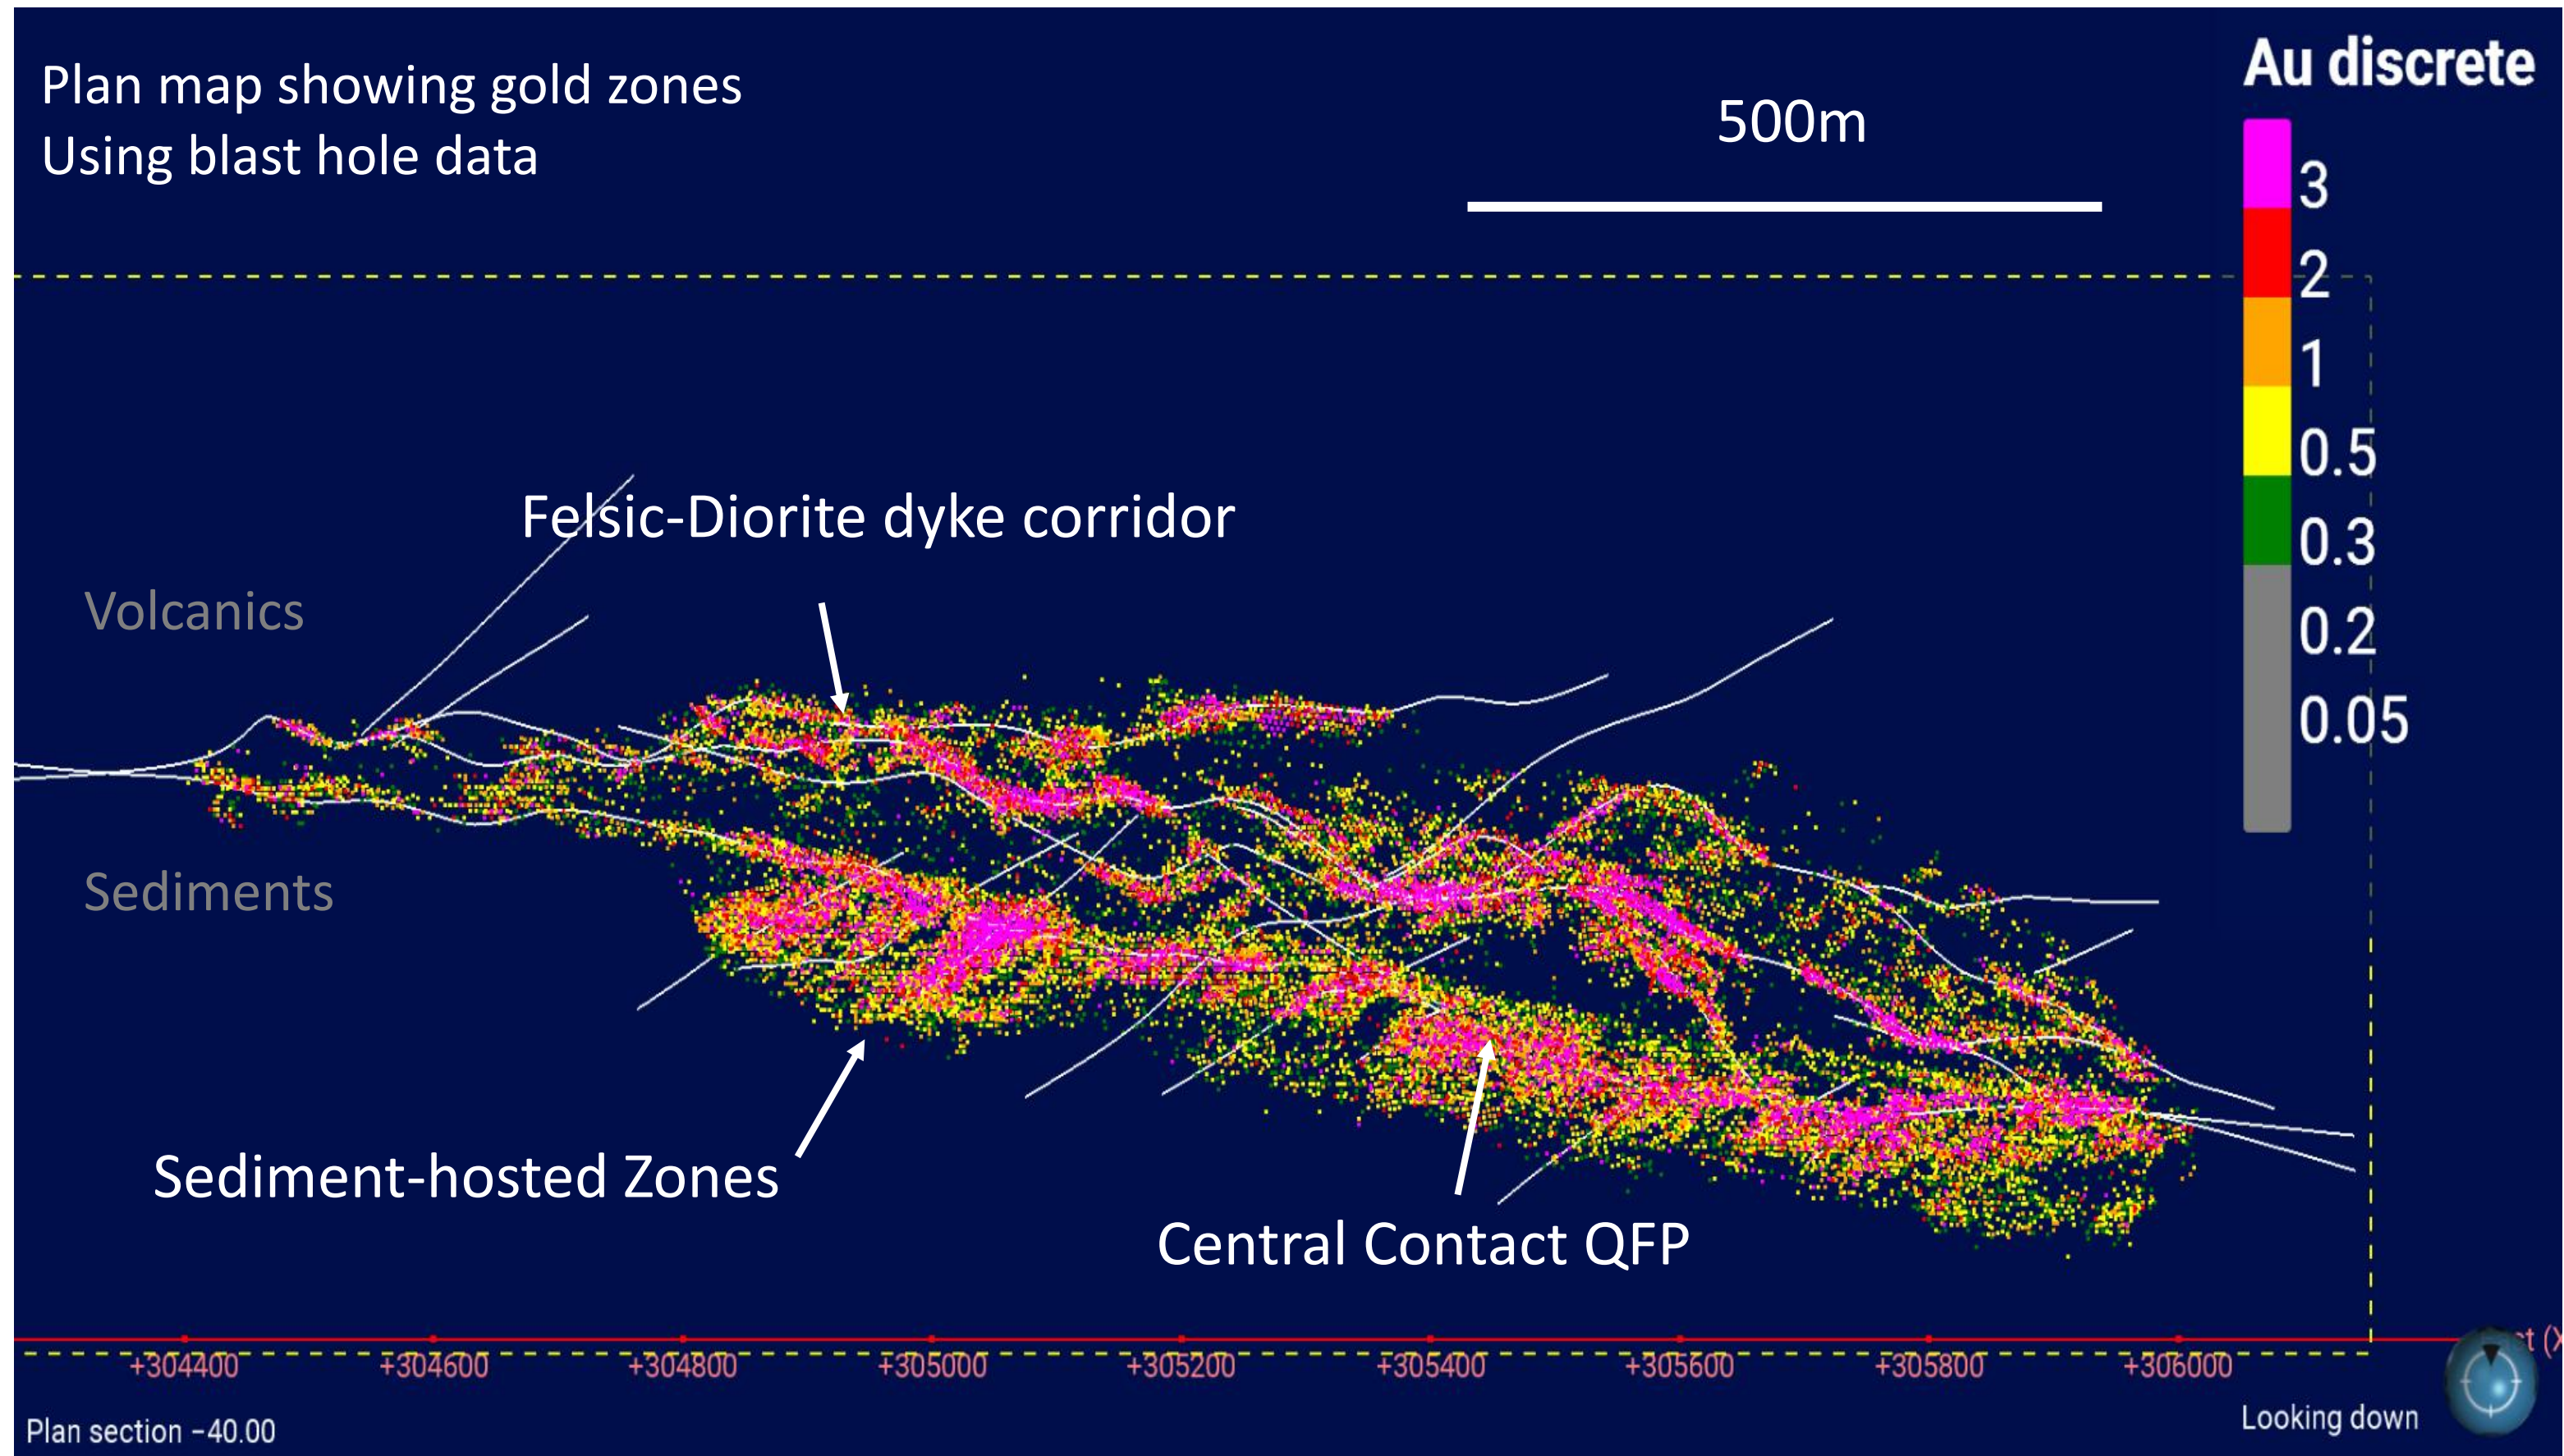 Plan map showing gold zones
Using blast hole data
500m
Au discrete
3
2
1
0.5
0.3
0.2
0.05
Felsic-Diorite dyke corridor
Volcanics
Sediments
Sediment-hosted Zones
Central Contact QFP
+304400 +304600 +304800 +305000 +305200 +305400 +305600 +305800 +306000
Plan section −40.00
Looking down